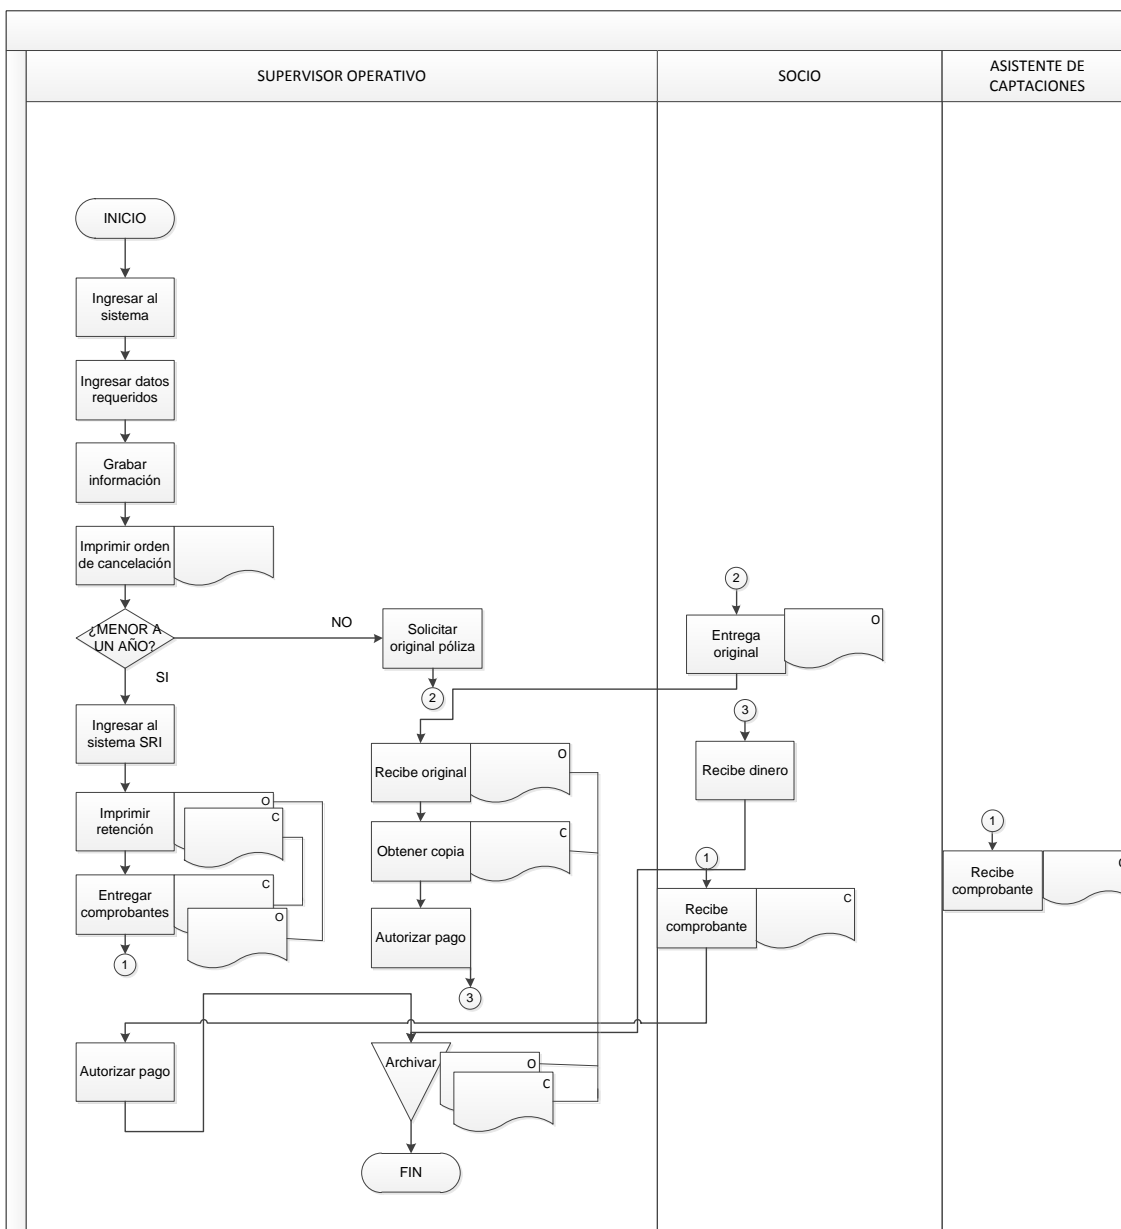 SUPERVISOR OPERATIVO
SOCIO
ASISTENTE DE
CAPTACIONES
INICIO
Ingresar al
sistema
Ingresar datos
requeridos
Grabar
información
Imprimir orden
de cancelación
¿MENOR A
UN AÑO?
NO
SI
Solicitar
original póliza
2
2
Entrega
original
O
Ingresar al
sistema SRI
3
Recibe original
O
Recibe dinero
Imprimir
retención
O
C
Obtener copia
C
1
1
Entregar
comprobantes
C
O
1
Autorizar pago
3
Recibe
comprobante
C
Recibe
comprobante
Autorizar pago
Archivar
O
C
FIN